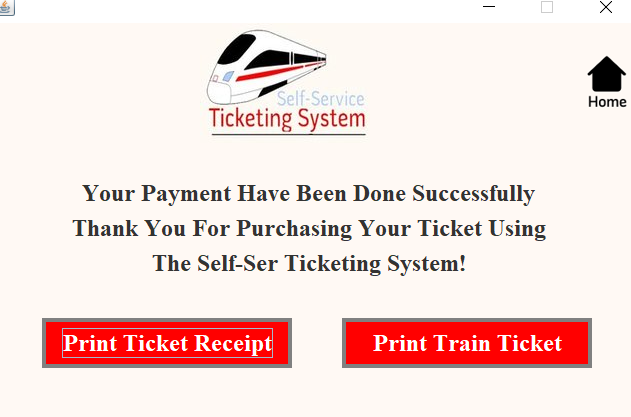 Self-Service
Ticketing System
Home
Your Payment Have Been Done Successfully
Thank You For Purchasing Your Ticket Using
The Self-Ser Ticketing System!
Print Ticket Receipt
Print Train Ticket